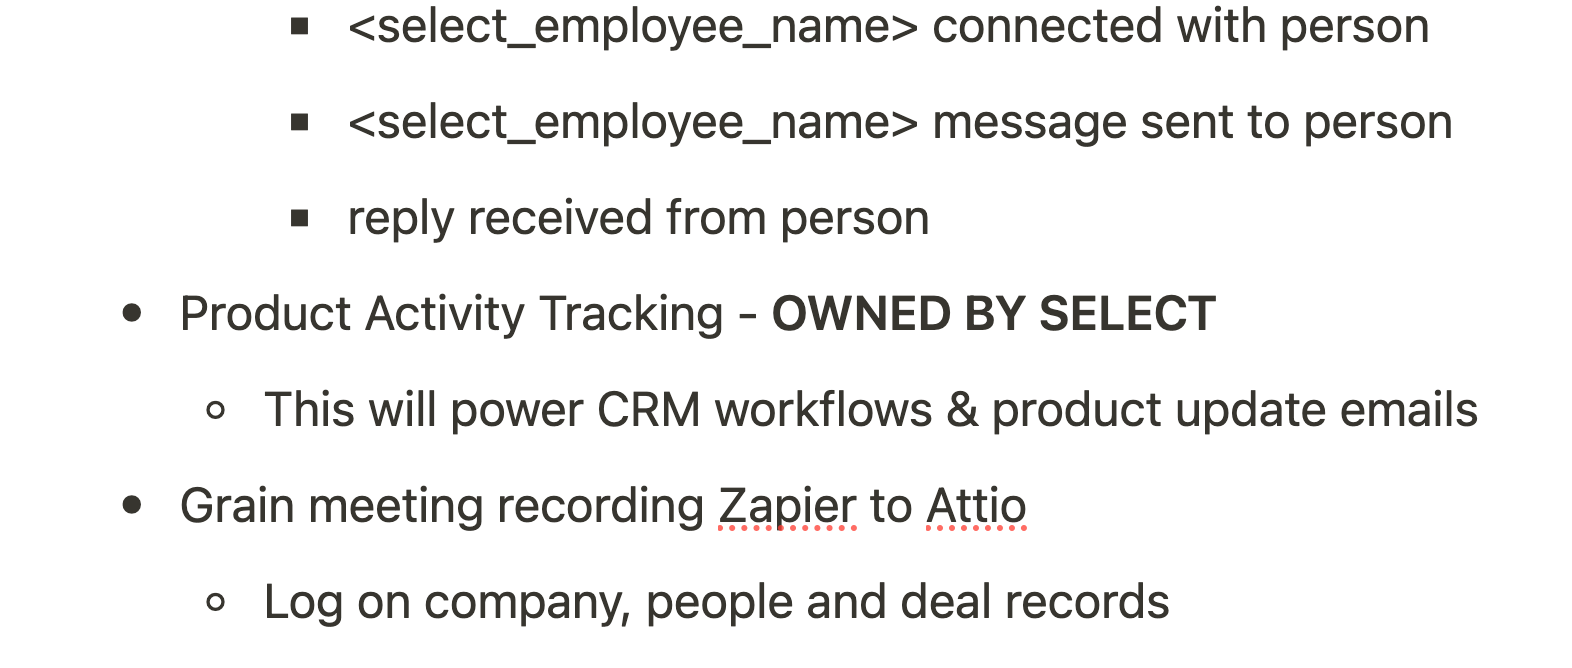 <select_employee_name> connected with person
<select_employee_name> message sent to person
reply received from person
Product Activity Tracking - OWNED BY SELECT
This will power CRM workflows & product update emails
Grain meeting recording Zapier to Attio
Log on company, people and deal records